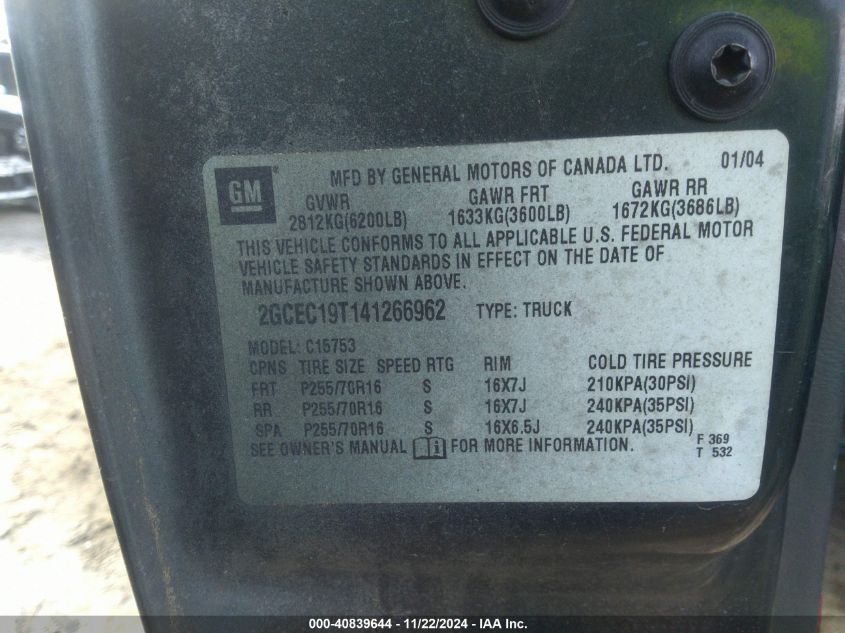 GM
MFD BY GENERAL MOTORS OF CANADA LTD. 01/04
GVWR GAWR FRT GAWR RR
2812KG(6200LB) 1633KG(3600LB) 1672KG(3686LB)
THIS VEHICLE CONFORMS TO ALL APPLICABLE U.S. FEDERAL MOTOR
VEHICLE SAFETY STANDARDS IN EFFECT ON THE DATE OF
MANUFACTURE SHOWN ABOVE.
2GCEC19T141266962 TYPE: TRUCK
MODEL: C15753
CPNS TIRE SIZE SPEED RTG RIM COLD TIRE PRESSURE
FRT P255/70R16 S 16X7J 210KPA(30PSI)
RR P255/70R16 S 16X7J 240KPA(35PSI)
SPA P255/70R16 S 16X6.5J 240KPA(35PSI)
SEE OWNER'S MANUAL FOR MORE INFORMATION. F 369
T 532
000-40839644 - 11/22/2024 - IAA Inc.